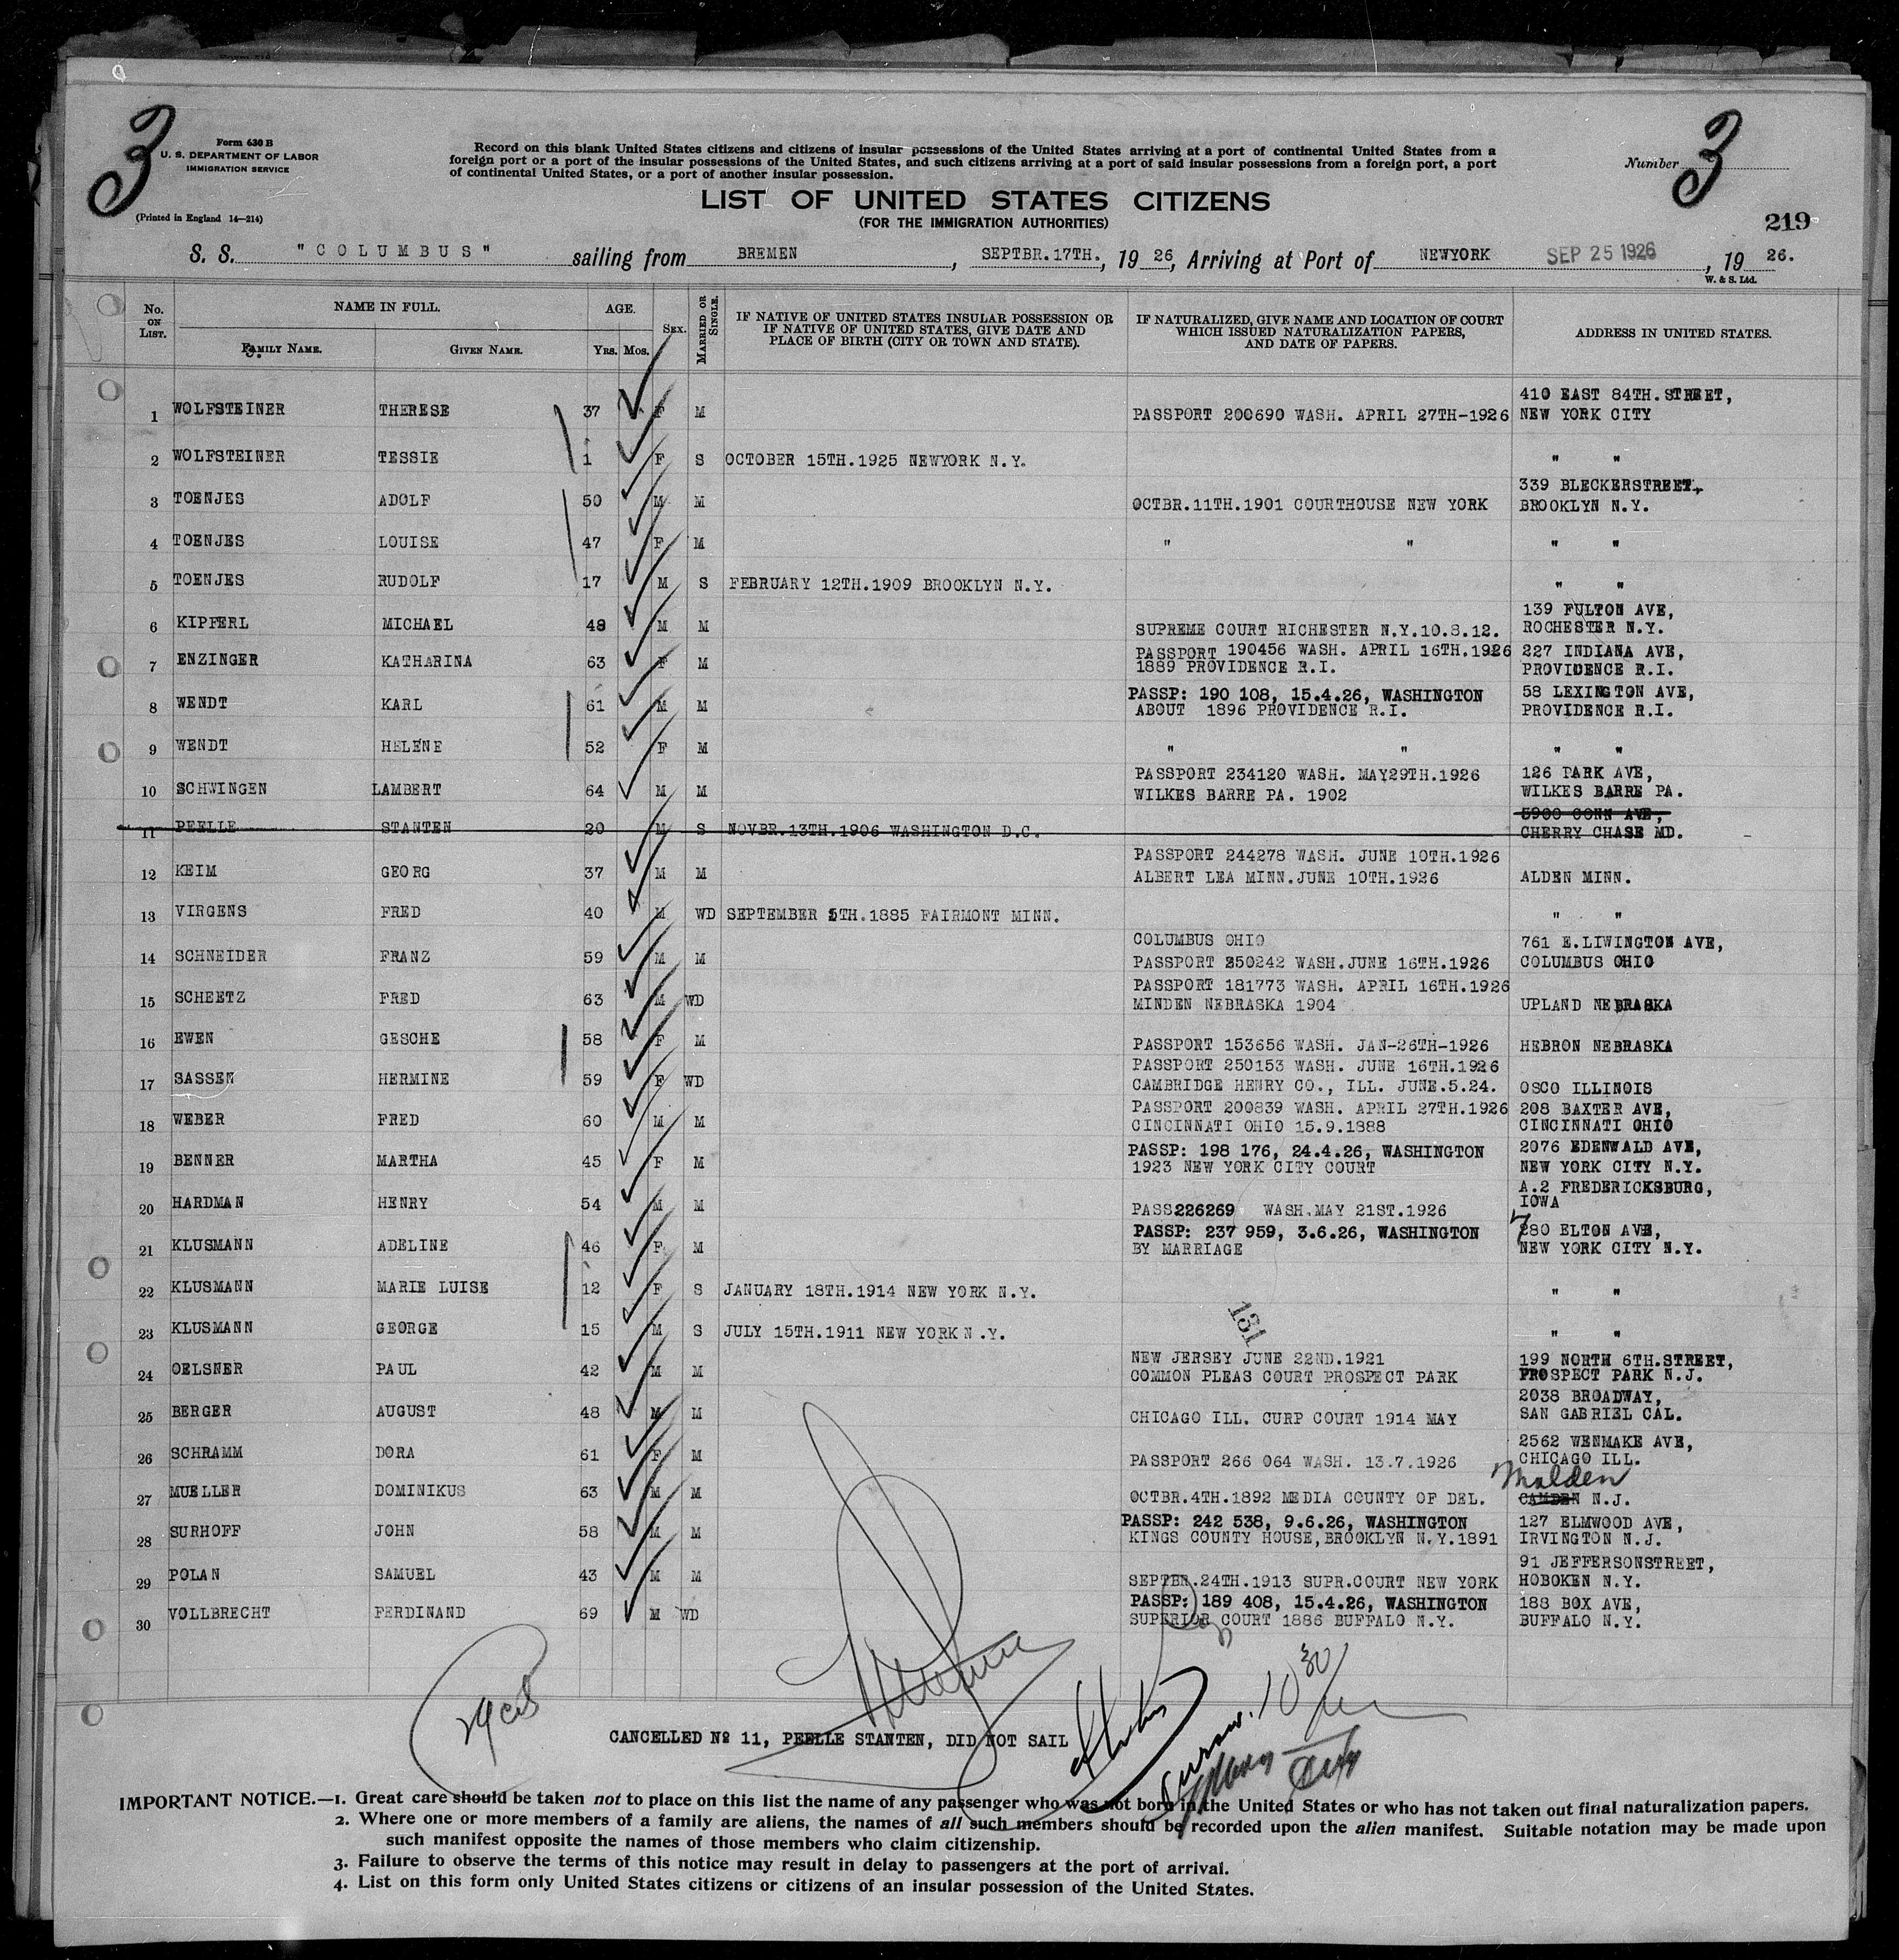 3
Form 630 B
U. S. DEPARTMENT OF LABOR
IMMIGRATION SERVICE
(Printed in England 14—214)
Record on this blank United States citizens and citizens of insular possessions of the United States arriving at a port of continental United States from a
foreign port or a port of the insular possessions of the United States, and such citizens arriving at a port of said insular possessions from a foreign port, a port
of continental United States, or a port of another insular possession.
Number 3
LIST OF UNITED STATES CITIZENS
(FOR THE IMMIGRATION AUTHORITIES)
219
S. S. "COLUMBUS" sailing from BREMEN, SEPTBR.17TH., 19 26, Arriving at Port of NEWYORK SEP 25 1926, 19 26.
W. & S. Ltd.
No. ON LIST. NAME IN FULL. FAMILY NAME. GIVEN NAME. AGE. YRS. MOS. SEX. MARRIED OR SINGLE. IF NATIVE OF UNITED STATES INSULAR POSSESSION OR IF NATIVE OF UNITED STATES, GIVE DATE AND PLACE OF BIRTH (CITY OR TOWN AND STATE). IF NATURALIZED, GIVE NAME AND LOCATION OF COURT WHICH ISSUED NATURALIZATION PAPERS, AND DATE OF PAPERS. ADDRESS IN UNITED STATES.
410 EAST 84TH.STREET,
1 WOLFSTEINER THERESE 37 F M PASSPORT 200690 WASH. APRIL 27TH-1926 NEW YORK CITY
2 WOLFSTEINER TESSIE 1 F S OCTOBER 15TH.1925 NEWYORK N.Y. " "
339 BLECKERSTREET,
3 TOENJES ADOLF 50 M M OCTBR.11TH.1901 COURTHOUSE NEW YORK BROOKLYN N.Y.
4 TOENJES LOUISE 47 F M " " " "
5 TOENJES RUDOLF 17 M S FEBRUARY 12TH.1909 BROOKLYN N.Y. " "
139 FULTON AVE,
6 KIPFERL MICHAEL 48 M M SUPREME COURT RICHESTER N.Y.10.8.12. ROCHESTER N.Y.
PASSPORT 190456 WASH. APRIL 16TH.1926 227 INDIANA AVE,
7 ENZINGER KATHARINA 63 F M 1889 PROVIDENCE R.I. PROVIDENCE R.I.
PASSP: 190 108, 15.4.26, WASHINGTON 58 LEXINGTON AVE,
8 WENDT KARL 61 M M ABOUT 1896 PROVIDENCE R.I. PROVIDENCE R.I.
9 WENDT HELENE 52 F M " " " "
PASSPORT 234120 WASH. MAY29TH.1926 126 PARK AVE,
10 SCHWINGEN LAMBERT 64 M M WILKES BARRE PA. 1902 WILKES BARRE PA.
5900 CONN AVE,
11 PEELLE STANTEN 20 M S NOVBR.13TH.1906 WASHINGTON D.C. CHERRY CHASE MD.
PASSPORT 244278 WASH. JUNE 10TH.1926
12 KEIM GEORG 37 M M ALBERT LEA MINN.JUNE 10TH.1926 ALDEN MINN.
13 VIRGENS FRED 40 M WD SEPTEMBER 5TH.1885 FAIRMONT MINN. " "
COLUMBUS OHIO 761 E.LIWINGTON AVE,
14 SCHNEIDER FRANZ 59 M M PASSPORT 250242 WASH.JUNE 16TH.1926 COLUMBUS OHIO
PASSPORT 181773 WASH. APRIL 16TH.1926
15 SCHEETZ FRED 63 M WD MINDEN NEBRASKA 1904 UPLAND NEBRASKA
16 EWEN GESCHE 58 F M PASSPORT 153656 WASH. JAN-26TH-1926 HEBRON NEBRASKA
PASSPORT 250153 WASH. JUNE 16TH.1926
17 SASSEN HERMINE 59 F WD CAMBRIDGE HENRY CO., ILL. JUNE.5.24. OSCO ILLINOIS
PASSPORT 200839 WASH. APRIL 27TH.1926 208 BAXTER AVE,
18 WEBER FRED 60 M M CINCINNATI OHIO 15.9.1888 CINCINNATI OHIO
PASSP: 198 176, 24.4.26, WASHINGTON 2076 EDENWALD AVE,
19 BENNER MARTHA 45 F M 1923 NEW YORK CITY COURT NEW YORK CITY N.Y.
A.2 FREDERICKSBURG,
20 HARDMAN HENRY 54 M M PASS226269 WASH.MAY 21ST.1926 IOWA
PASSP: 237 959, 3.6.26, WASHINGTON 780 ELTON AVE,
21 KLUSMANN ADELINE 46 F M BY MARRIAGE NEW YORK CITY N.Y.
22 KLUSMANN MARIE LUISE 12 F S JANUARY 18TH.1914 NEW YORK N.Y. " "
131
23 KLUSMANN GEORGE 15 M S JULY 15TH.1911 NEW YORK N.Y. " "
NEW JERSEY JUNE 22ND.1921 199 NORTH 6TH.STREET,
24 OELSNER PAUL 42 M M COMMON PLEAS COURT PROSPECT PARK PROSPECT PARK N.J.
2038 BROADWAY,
25 BERGER AUGUST 48 M M CHICAGO ILL. CURP COURT 1914 MAY SAN GABRIEL CAL.
2562 WENMAKE AVE,
26 SCHRAMM DORA 61 F M PASSPORT 266 064 WASH. 13.7.1926 CHICAGO ILL.
Malden
27 MUELLER DOMINIKUS 63 M M OCTBR.4TH.1892 MEDIA COUNTY OF DEL. CAMDEN N.J.
PASSP: 242 538, 9.6.26, WASHINGTON 127 ELMWOOD AVE,
28 SURHOFF JOHN 58 M M KINGS COUNTY HOUSE,BROOKLYN N.Y.1891 IRVINGTON N.J.
91 JEFFERSONSTREET,
29 POLAN SAMUEL 43 M M SEPTBR.24TH.1913 SUPR.COURT NEW YORK HOBOKEN N.Y.
PASSP: 189 408, 15.4.26, WASHINGTON 188 BOX AVE,
30 VOLLBRECHT FERDINAND 69 M WD SUPERIOR COURT 1886 BUFFALO N.Y. BUFFALO N.Y.
10 30
CANCELLED No 11, PEELLE STANTEN, DID NOT SAIL
IMPORTANT NOTICE.—1. Great care should be taken not to place on this list the name of any passenger who was not born in the United States or who has not taken out final naturalization papers.
2. Where one or more members of a family are aliens, the names of all such members should be recorded upon the alien manifest. Suitable notation may be made upon
such manifest opposite the names of those members who claim citizenship.
3. Failure to observe the terms of this notice may result in delay to passengers at the port of arrival.
4. List on this form only United States citizens or citizens of an insular possession of the United States.